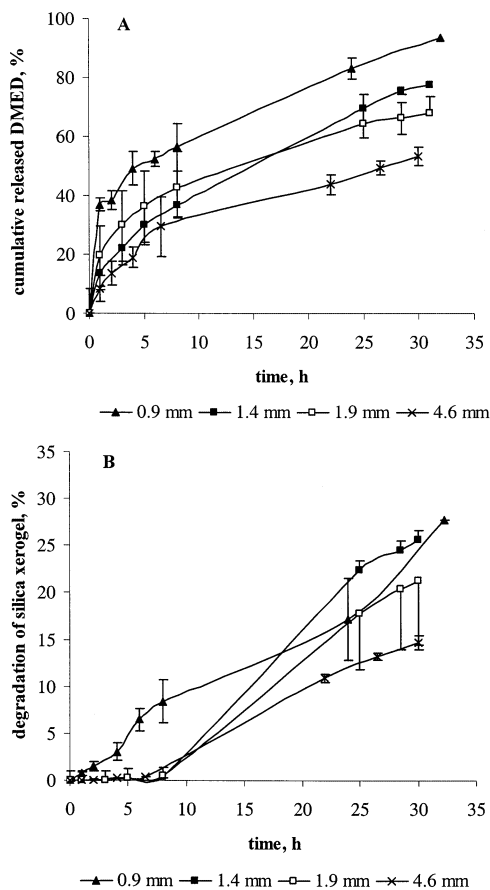 A
cumulative released DMED, %
100
80
60
40
20
0
0 5 10 15 20 25 30 35
time, h
0.9 mm 1.4 mm 1.9 mm 4.6 mm
B
degradation of silica xerogel, %
35
30
25
20
15
10
5
0
0 5 10 15 20 25 30 35
time, h
0.9 mm 1.4 mm 1.9 mm 4.6 mm